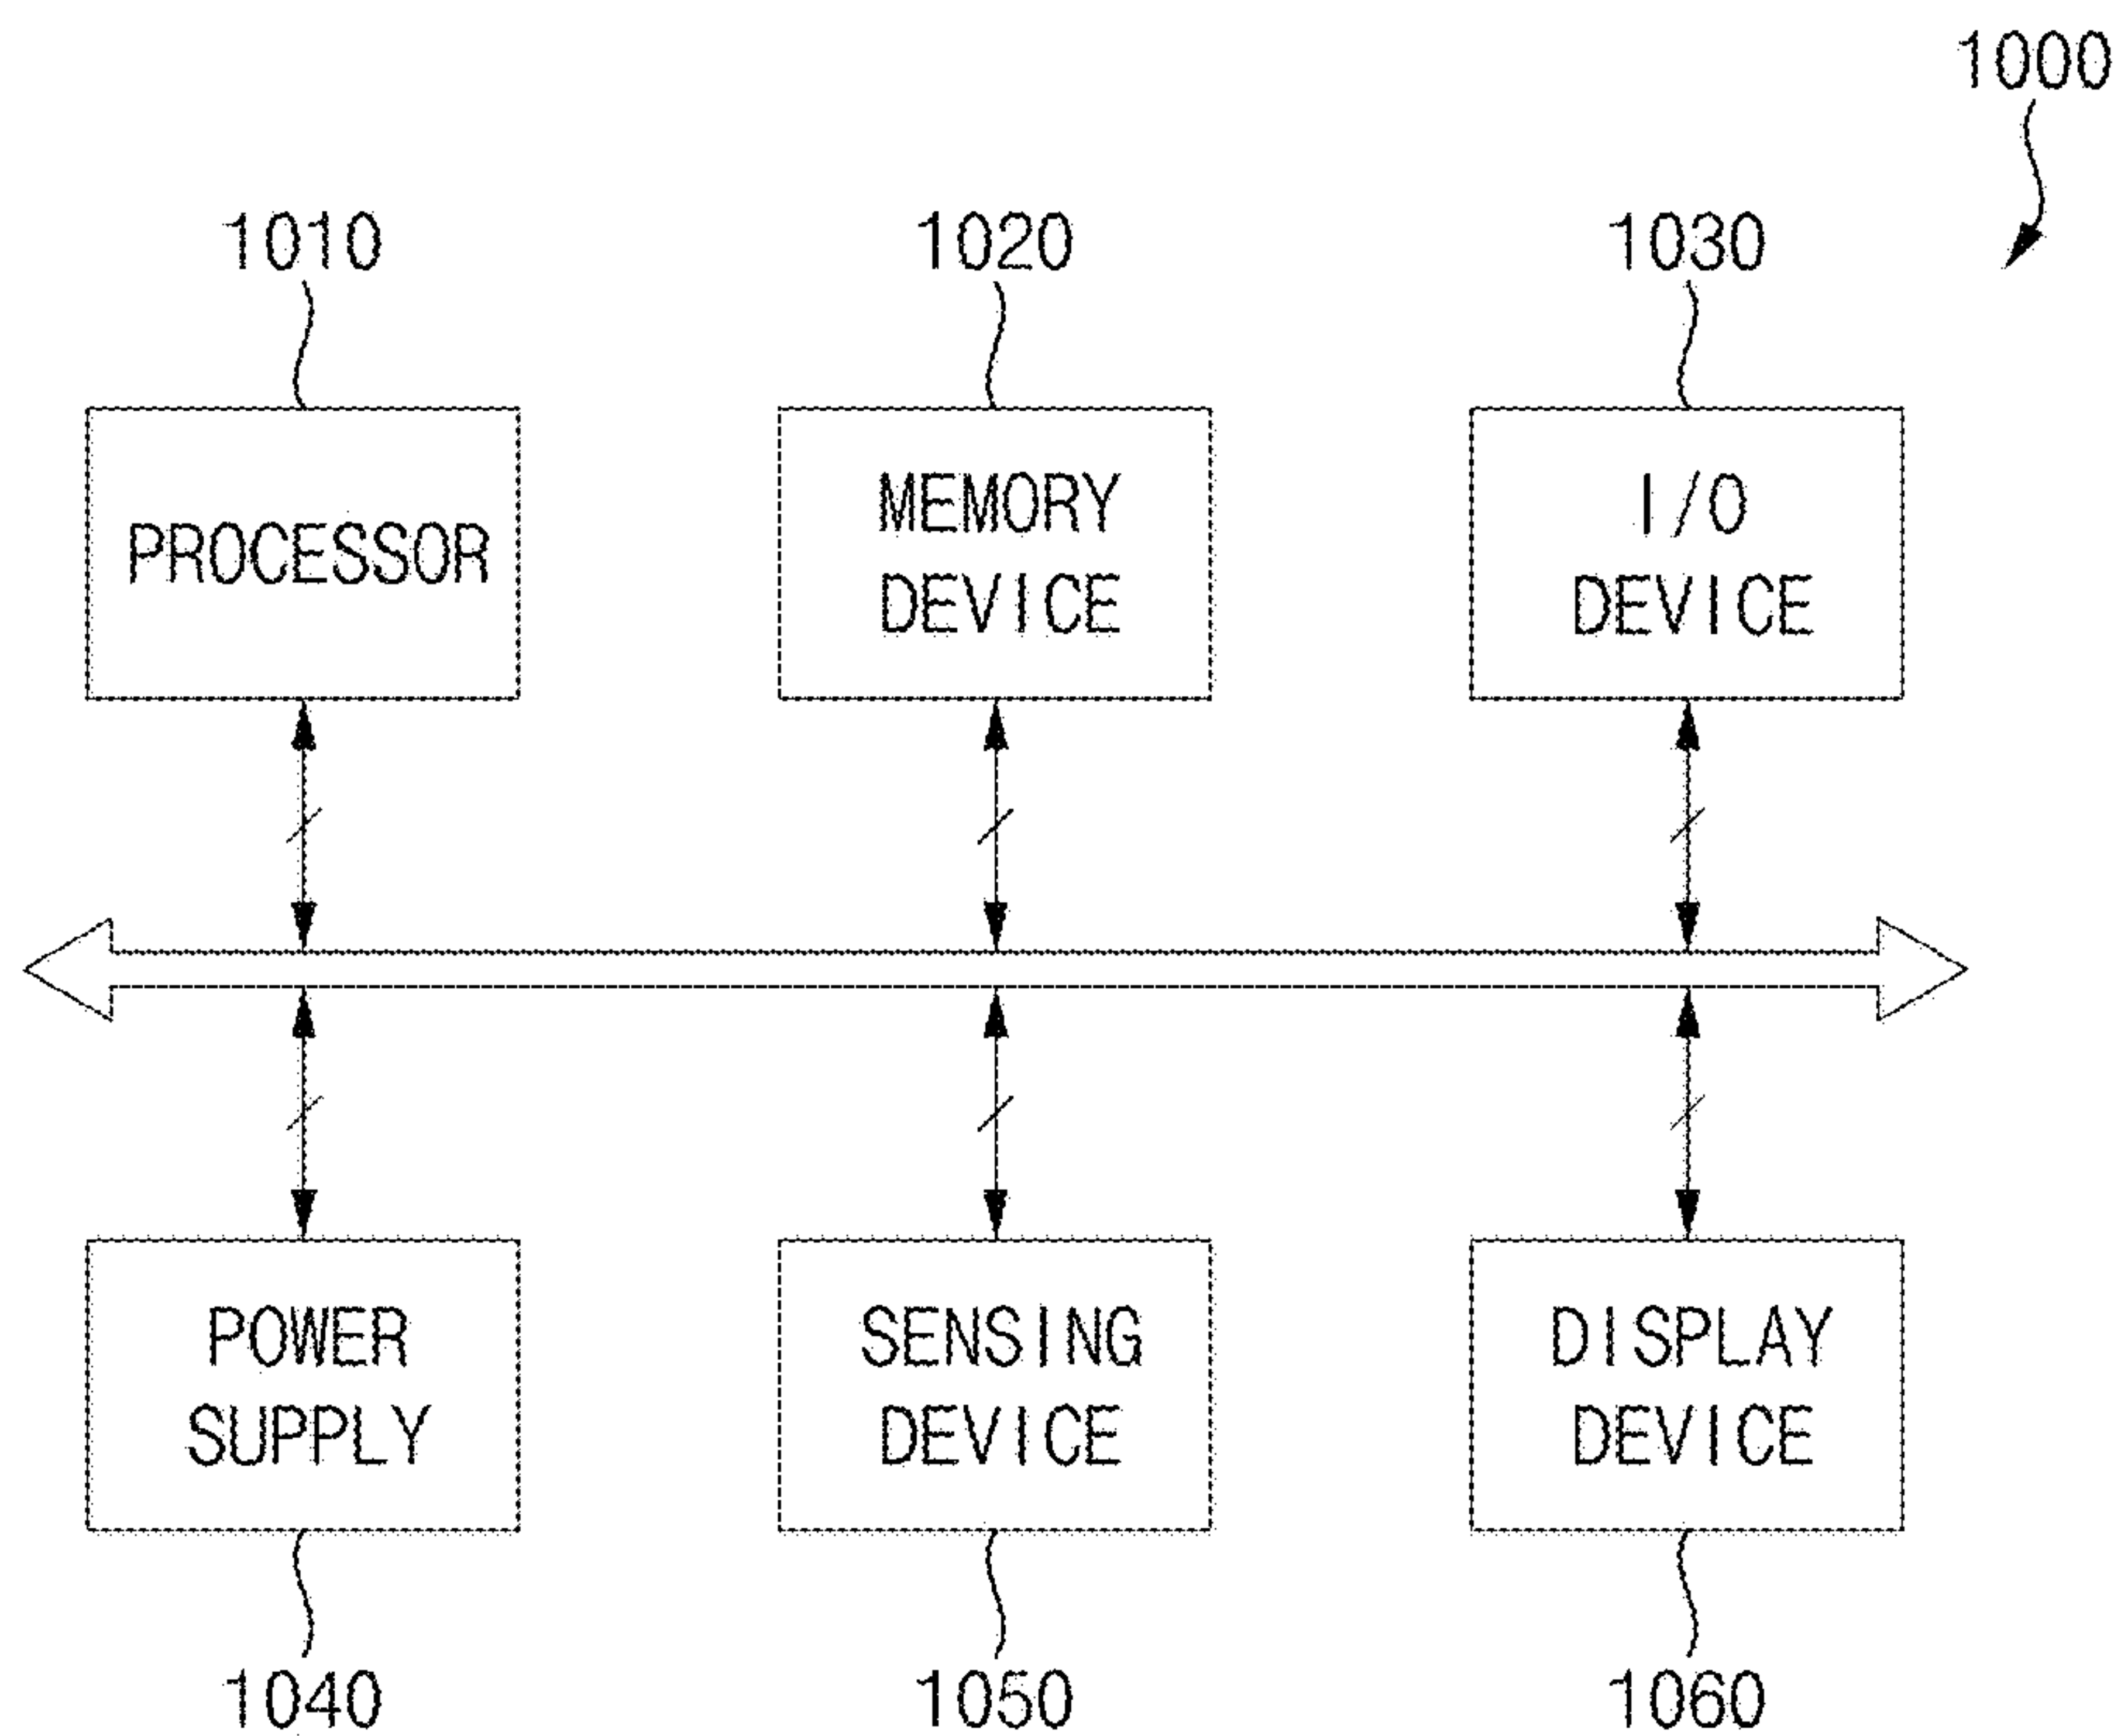 1000
1010
1020
1030
PROCESSOR
MEMORY
DEVICE
I/O
DEVICE
POWER
SUPPLY
SENSING
DEVICE
DISPLAY
DEVICE
1040
1050
1060